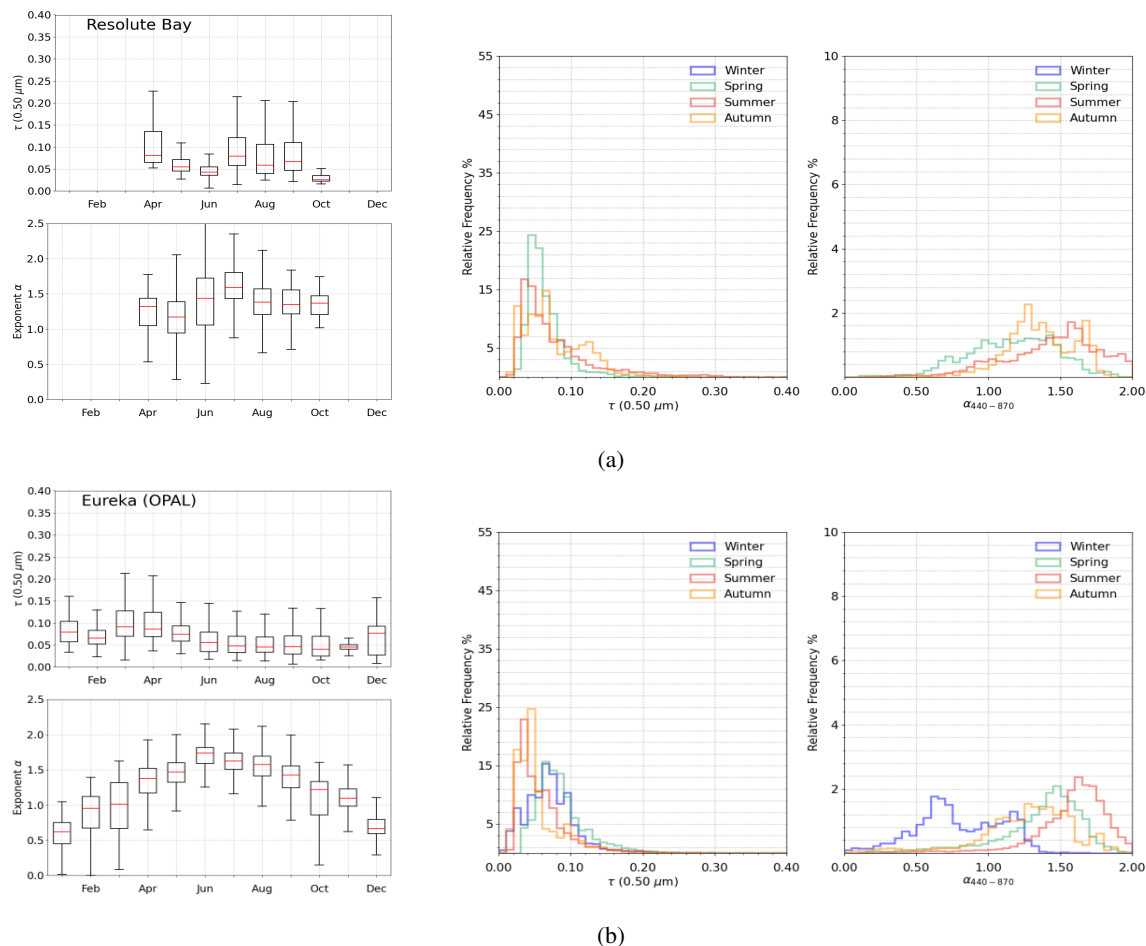 Resolute Bay
τ (0.50 μm)
0.40
0.35
0.30
0.25
0.20
0.15
0.10
0.05
0.00
Feb Apr Jun Aug Oct Dec
Exponent α
2.5
2.0
1.5
1.0
0.5
0.0
Feb Apr Jun Aug Oct Dec
Relative Frequency %
55
45
35
25
15
5
Winter
Spring
Summer
Autumn
0.00 0.10 0.20 0.30 0.40
τ (0.50 μm)
Relative Frequency %
10
8
6
4
2
0
Winter
Spring
Summer
Autumn
0.00 0.50 1.00 1.50 2.00
α440−870
(a)
Eureka (OPAL)
τ (0.50 μm)
0.40
0.35
0.30
0.25
0.20
0.15
0.10
0.05
0.00
Feb Apr Jun Aug Oct Dec
Exponent α
2.5
2.0
1.5
1.0
0.5
0.0
Feb Apr Jun Aug Oct Dec
Relative Frequency %
55
45
35
25
15
5
Winter
Spring
Summer
Autumn
0.00 0.10 0.20 0.30 0.40
τ (0.50 μm)
Relative Frequency %
10
8
6
4
2
0
Winter
Spring
Summer
Autumn
0.00 0.50 1.00 1.50 2.00
α440−870
(b)